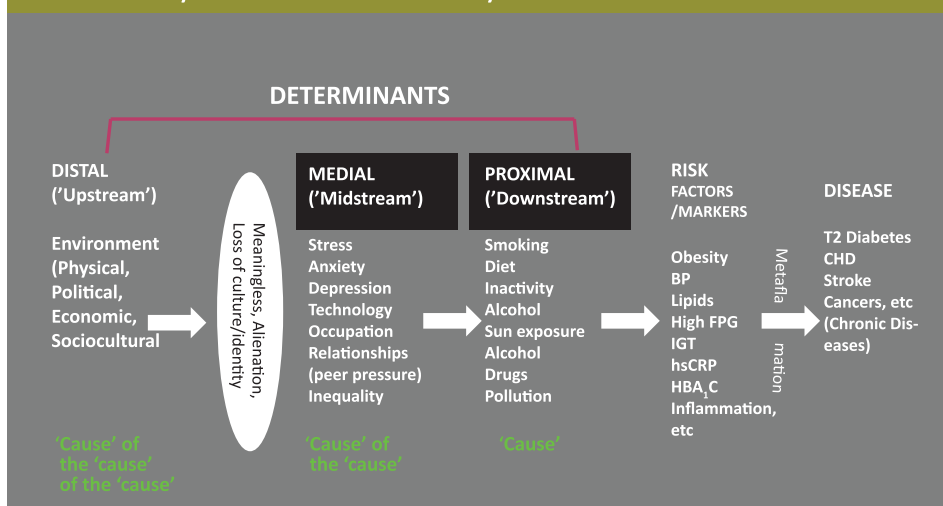 DETERMINANTS
DISTAL
(’Upstream’)
Environment
(Physical,
Political,
Economic,
Sociocultural
‘Cause’ of
the ‘cause’
of the ‘cause’
Meaningless, Alienation,
Loss of culture/identity
MEDIAL
(’Midstream’)
Stress
Anxiety
Depression
Technology
Occupation
Relationships
(peer pressure)
Inequality
‘Cause’ of
the ‘cause’
PROXIMAL
(’Downstream’)
Smoking
Diet
Inactivity
Alcohol
Sun exposure
Alcohol
Drugs
Pollution
‘Cause’
RISK
FACTORS
/MARKERS
Obesity
BP
Lipids
High FPG
IGT
hsCRP
HBA₁C
Inflammation,
etc
Metafla mation
DISEASE
T2 Diabetes
CHD
Stroke
Cancers, etc
(Chronic Dis-
eases)